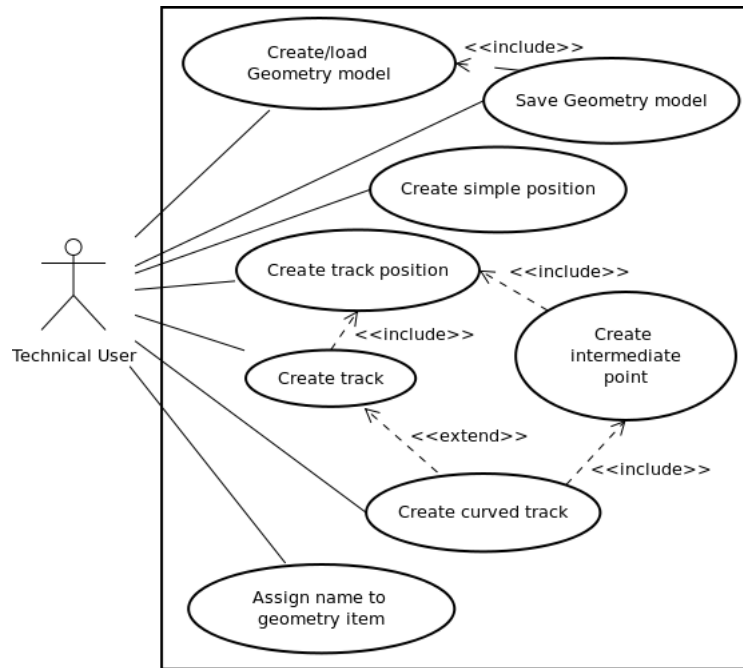 Create/load
Geometry model
<<include>>
Save Geometry model
Create simple position
Create track position
<<include>>
<<include>>
Create
intermediate
point
Technical User
Create track
<<extend>>
<<include>>
Create curved track
Assign name to
geometry item